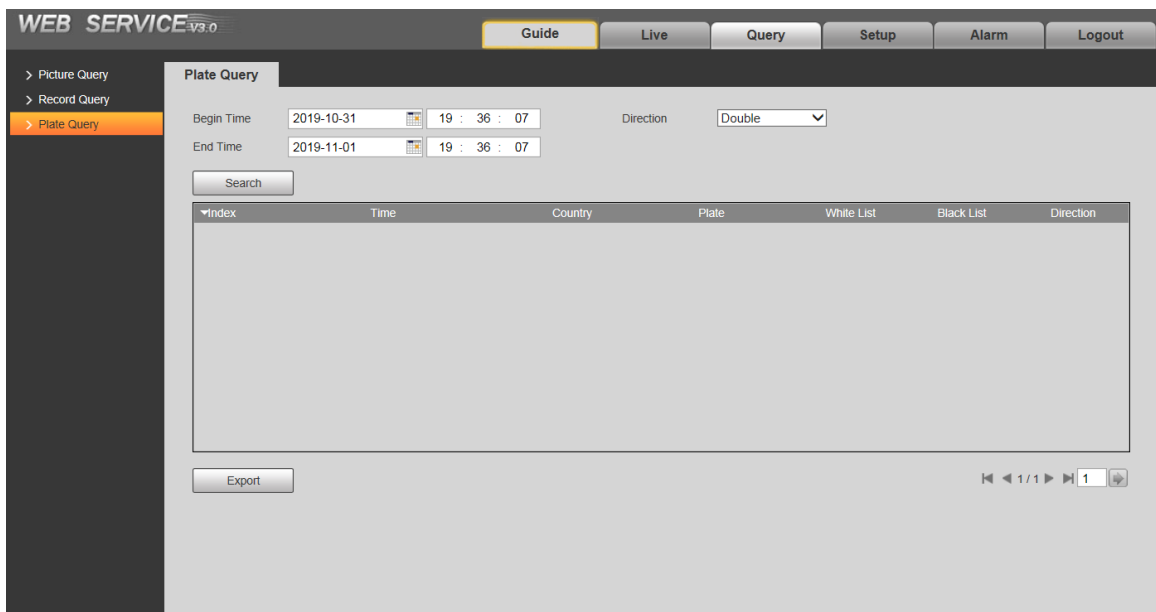 WEB SERVICE V3.0
Guide Live Query Setup Alarm Logout
> Picture Query
> Record Query
> Plate Query
Plate Query
Begin Time 2019-10-31 19 : 36 : 07 Direction Double
End Time 2019-11-01 19 : 36 : 07
Search
Index Time Country Plate White List Black List Direction
Export 1 / 1 1